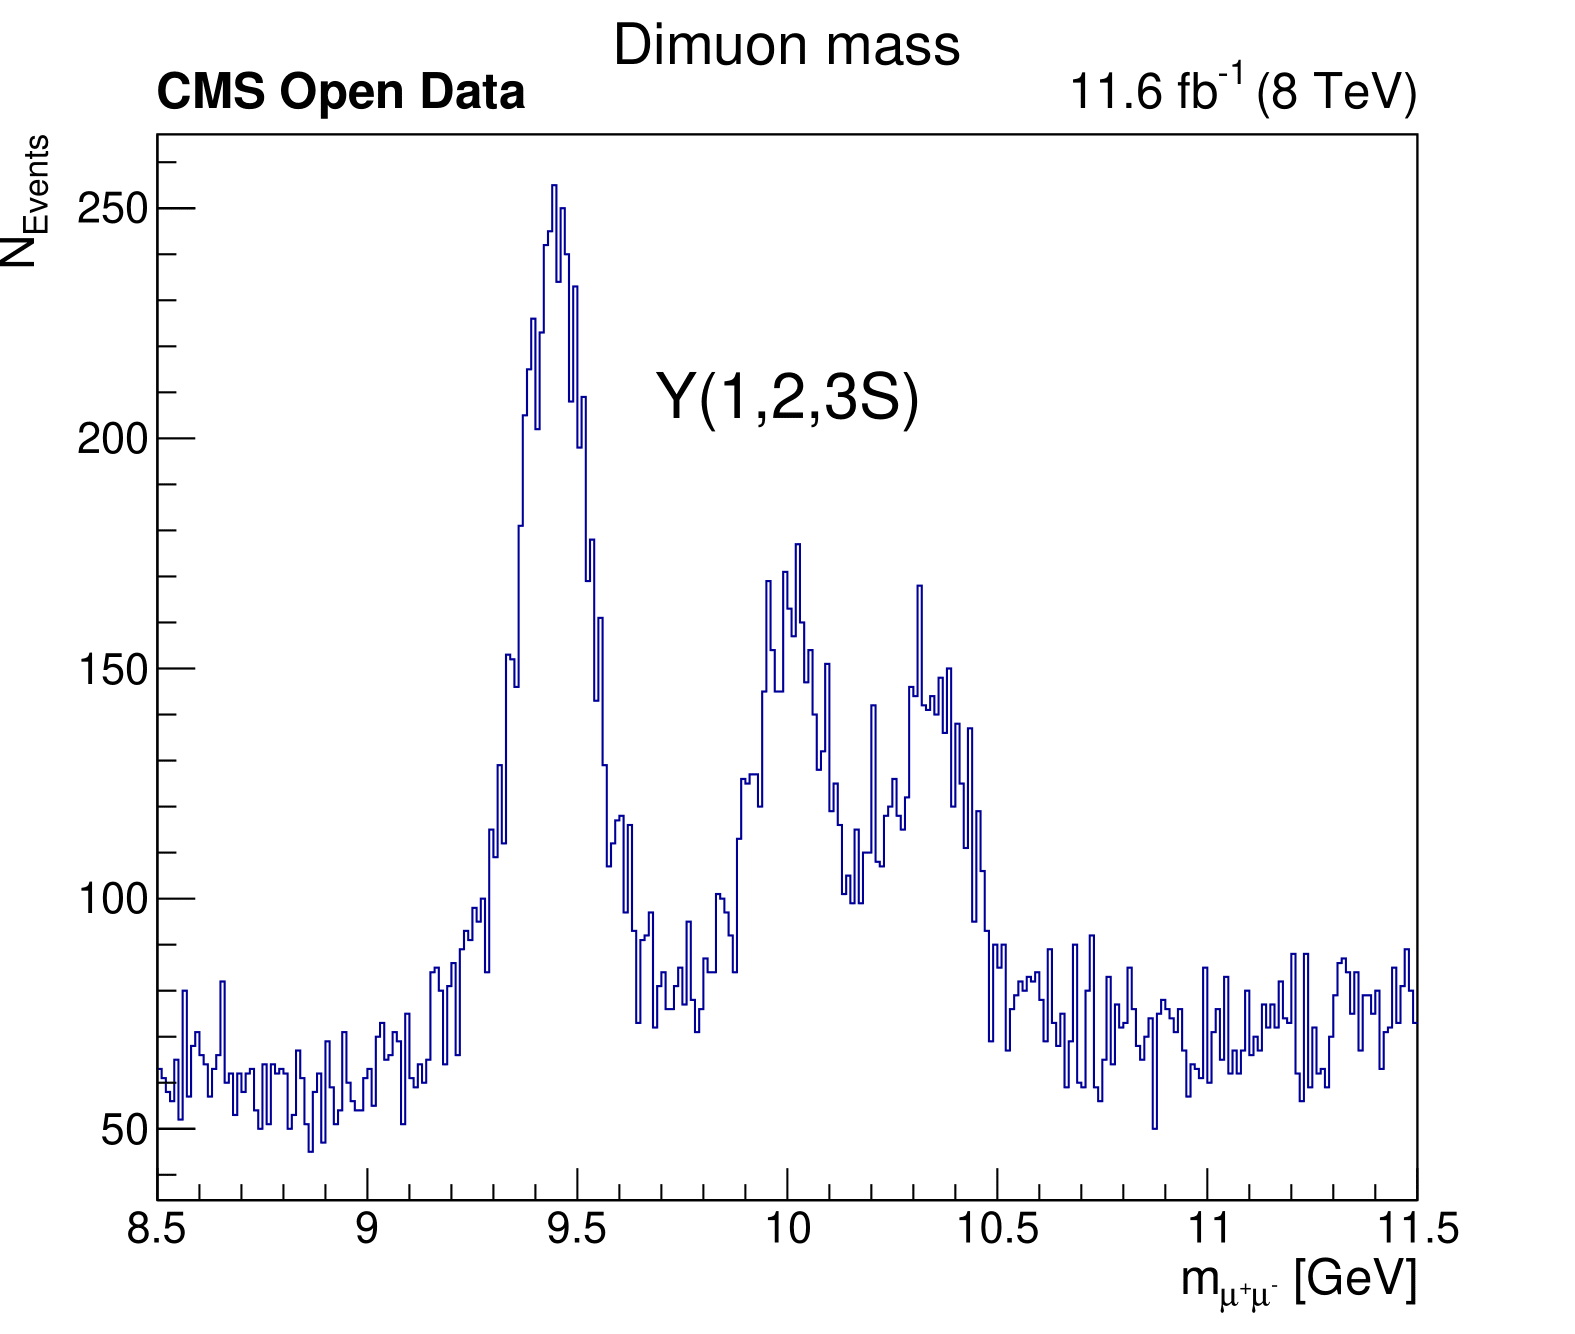 Dimuon mass
CMS Open Data
11.6 fb-1 (8 TeV)
NEvents
250
200
150
100
50
Y(1,2,3S)
8.5 9 9.5 10 10.5 11 11.5
mμ+μ- [GeV]